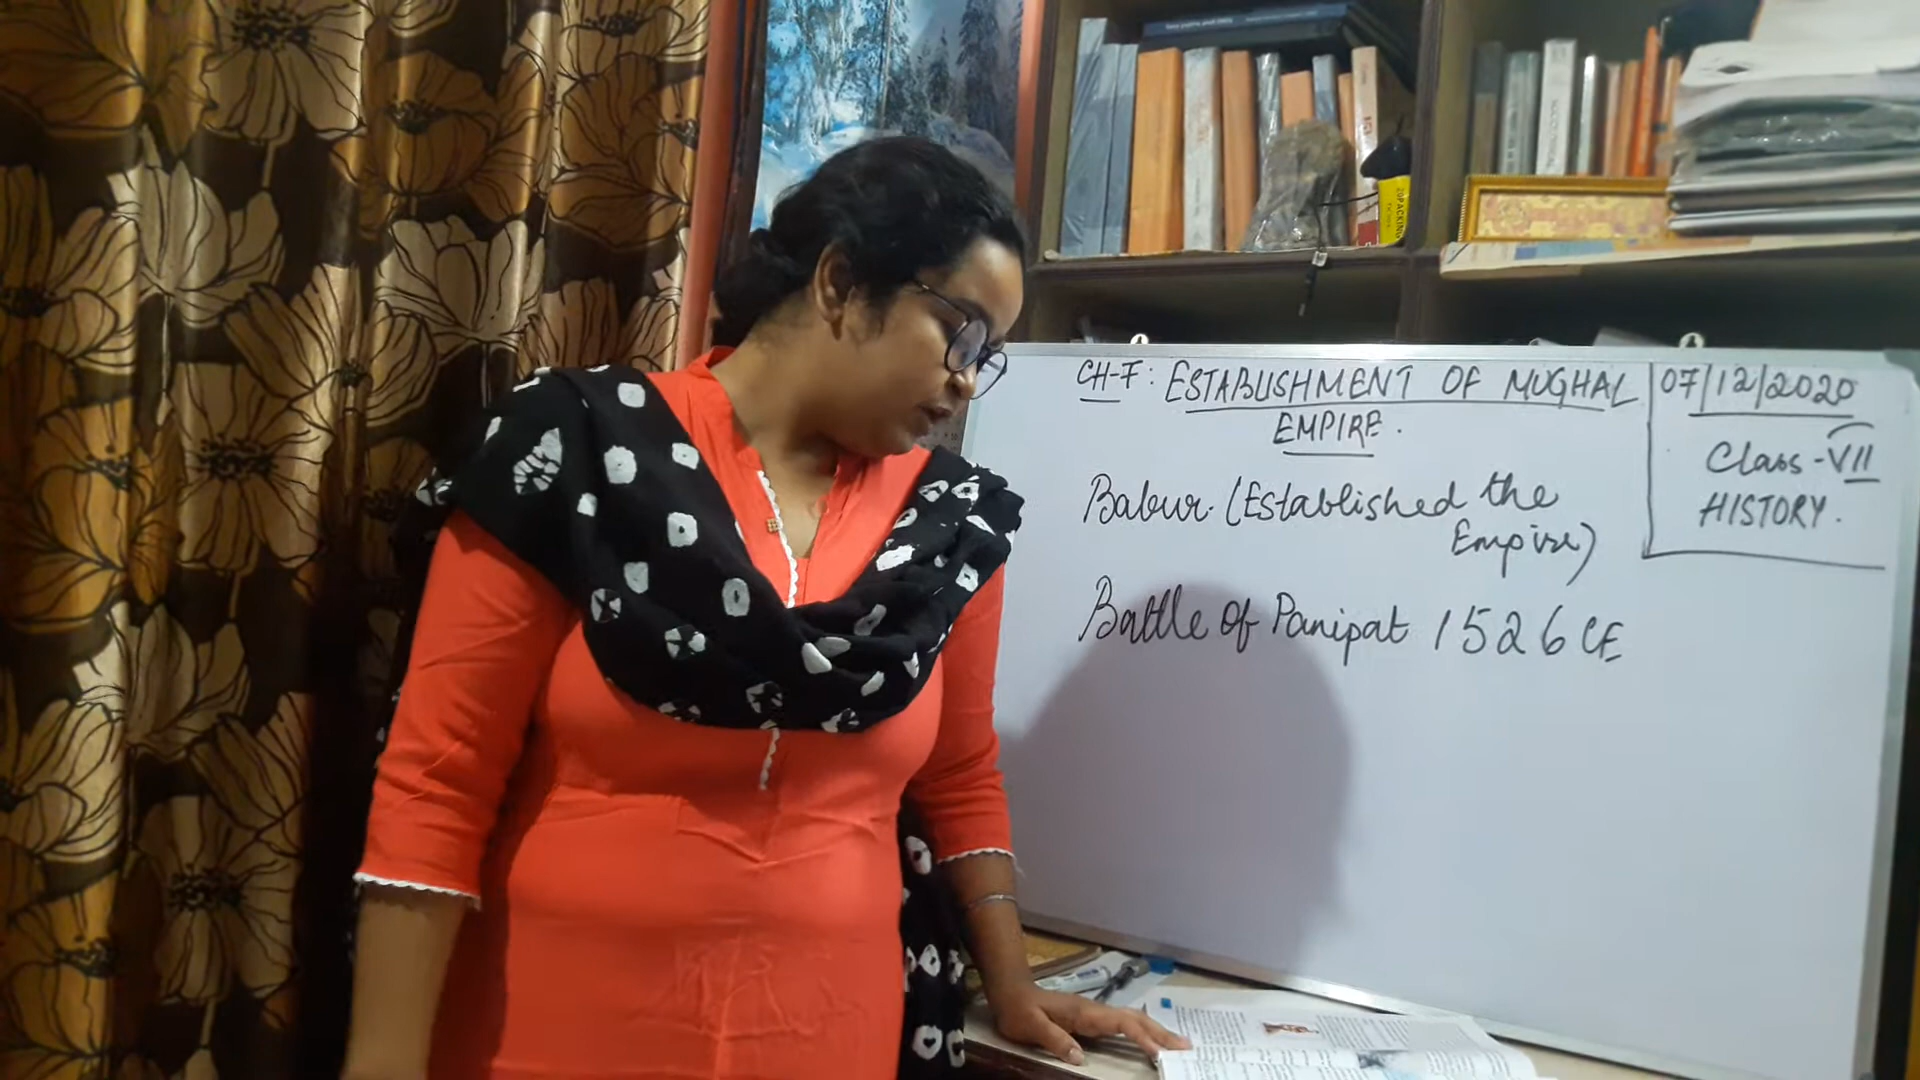 CH-7: ESTABLISHMENT OF MUGHAL
EMPIRE.
07/12/2020
Class-VII
HISTORY.
Babur. (Established the
Empire)
Battle of Panipat 1526 CE